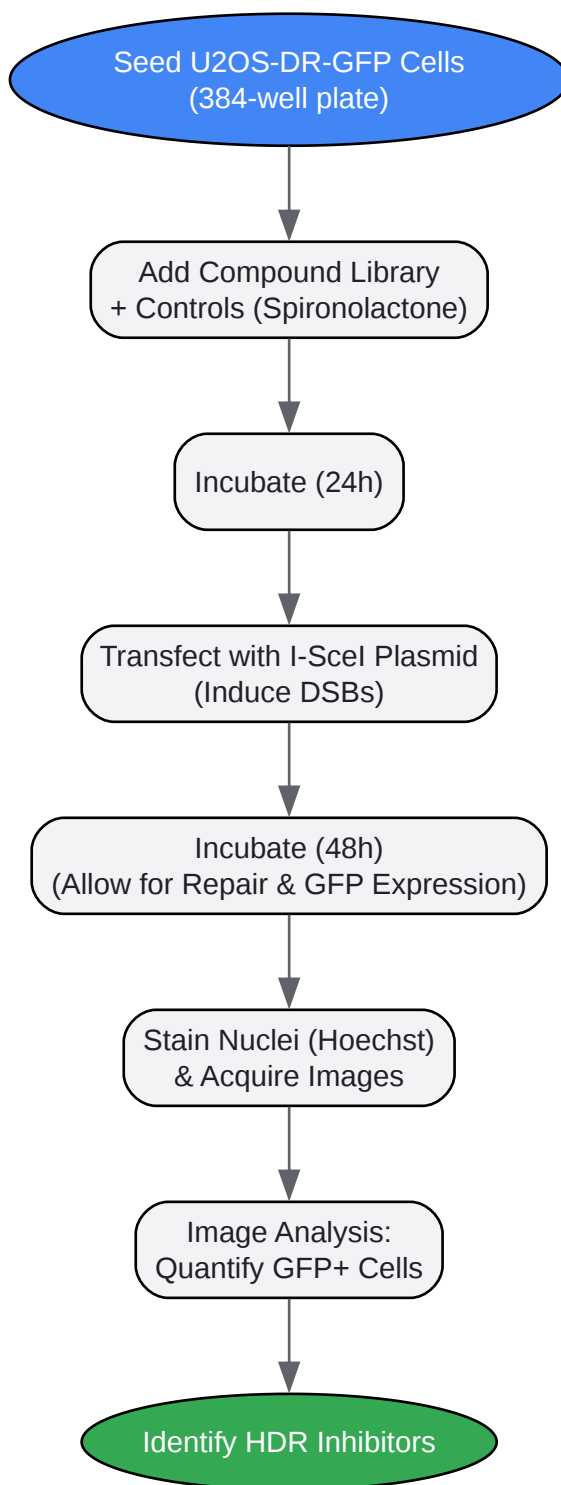 Seed U2OS-DR-GFP Cells
(384-well plate)
Add Compound Library
+ Controls (Spironolactone)
Incubate (24h)
Transfect with I-SceI Plasmid
(Induce DSBs)
Incubate (48h)
(Allow for Repair & GFP Expression)
Stain Nuclei (Hoechst)
& Acquire Images
Image Analysis:
Quantify GFP+ Cells
Identify HDR Inhibitors